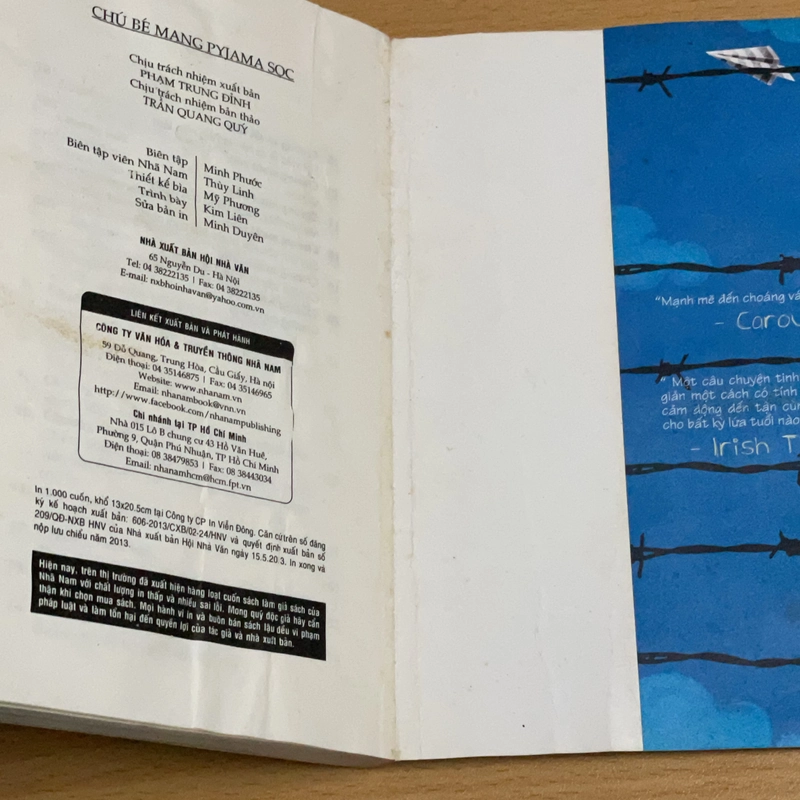 CHÚ BÉ MANG PYJAMA SỌC
Chịu trách nhiệm xuất bản
PHẠM TRUNG ĐỈNH
Chịu trách nhiệm bản thảo
TRẦN QUANG QUÝ
Biên tập Minh Phước
Biên tập viên Nhã Nam Thùy Linh
Thiết kế bìa Mỹ Phương
Trình bày Kim Liên
Sửa bản in Minh Duyên
NHÀ XUẤT BẢN HỘI NHÀ VĂN
65 Nguyễn Du - Hà Nội
Tel: 04 38222135 | Fax: 04 38222135
E-mail: nxbhoinhavan@yahoo.com.vn
LIÊN KẾT XUẤT BẢN VÀ PHÁT HÀNH
CÔNG TY VĂN HÓA & TRUYỀN THÔNG NHÃ NAM
59 Đỗ Quang, Trung Hòa, Cầu Giấy, Hà nội
Điện thoại: 04 35146875 | Fax: 04 35146965
Website: www.nhanam.vn
Email: nhanambook@vnn.vn
http://www.facebook.com/nhanampublishing
Chi nhánh tại TP Hồ Chí Minh
Nhà 015 Lô B chung cư 43 Hồ Văn Huê,
Phường 9, Quận Phú Nhuận, TP Hồ Chí Minh
Điện thoại: 08 38479853 | Fax: 08 38443034
Email: nhanamhcm@hcm.fpt.vn
In 1.000 cuốn, khổ 13x20.5cm tại Công ty CP In Viễn Đông. Căn cứ trên số đăng
ký kế hoạch xuất bản: 606-2013/CXB/02-24/HNV và quyết định xuất bản số
209/QĐ-NXB HNV của Nhà xuất bản Hội Nhà Văn ngày 15.5.20 3. In xong và
nộp lưu chiểu năm 2013.
Hiện nay, trên thị trường đã xuất hiện hàng loạt cuốn sách làm giả sách của
Nhã Nam với chất lượng in thấp và nhiều sai lỗi. Mong quý độc giả hãy cẩn
thận khi chọn mua sách. Mọi hành vi in và buôn bán sách lậu đều vi phạm
pháp luật và làm tổn hại đến quyền lợi của tác giả và nhà xuất bản.
"Mạnh mẽ đến choáng vá
- Carou
"Một câu chuyện tinh
giản một cách có tính
cảm động đến tận cùn
cho bất kỳ lứa tuổi nào
- Irish T